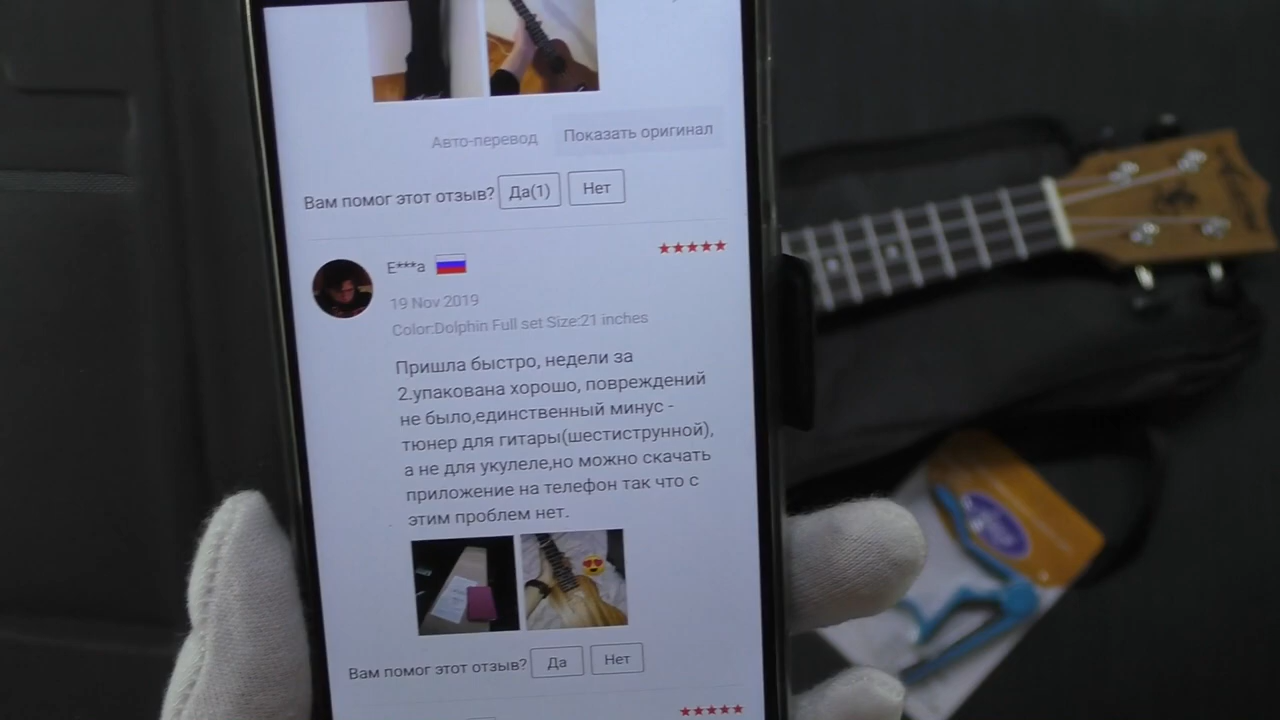 Авто-перевод Показать оригинал
Вам помог этот отзыв? Да(1) Нет
E***a
19 Nov 2019
Color:Dolphin Full set Size:21 inches
Пришла быстро, недели за
2.упакована хорошо, повреждений
не было,единственный минус -
тюнер для гитары(шестиструнной),
а не для укулеле,но можно скачать
приложение на телефон так что с
этим проблем нет.
Вам помог этот отзыв? Да Нет